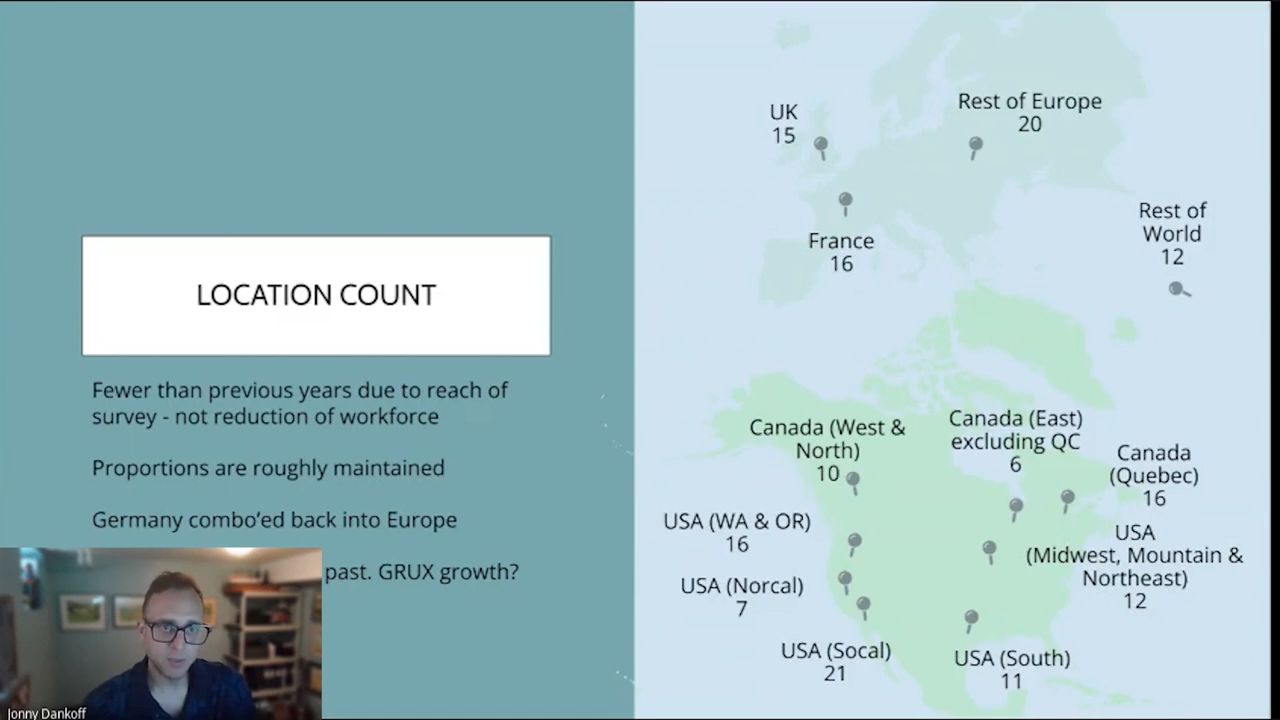 LOCATION COUNT
Fewer than previous years due to reach of
survey - not reduction of workforce
Proportions are roughly maintained
Germany combo'ed back into Europe
past. GRUX growth?
Jonny Dankoff
UK
15
Rest of Europe
20
France
16
Rest of
World
12
Canada (West &
North)
10
Canada (East)
excluding QC
6
Canada
(Quebec)
16
USA (WA & OR)
16
USA
(Midwest, Mountain &
Northeast)
12
USA (Norcal)
7
USA (Socal)
21
USA (South)
11